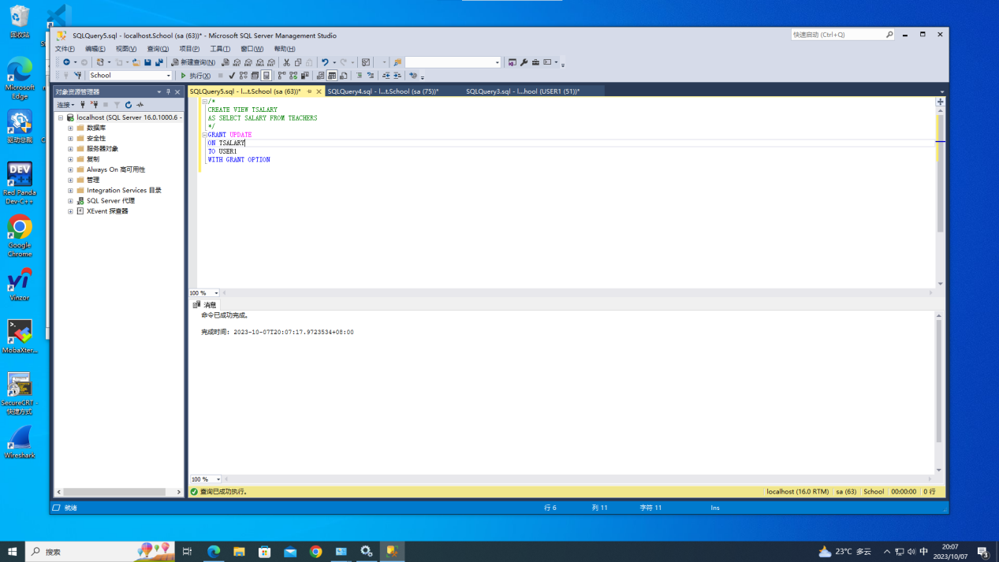 回收站
Microsoft
Edge
驱动总裁
DEV
Red Panda
Dev-C++
Google
Chrome
Vinzor
MobaXter...
SecureCRT -
快捷方式
Wireshark
SQLQuery5.sql - localhost.School (sa (63))* - Microsoft SQL Server Management Studio
快速启动 (Ctrl+Q)
文件(F) 编辑(E) 视图(V) 查询(Q) 项目(P) 工具(T) 窗口(W) 帮助(H)
新建查询(N)
School
执行(X)
对象资源管理器
连接
localhost (SQL Server 16.0.1000.6 -
数据库
安全性
服务器对象
复制
Always On 高可用性
管理
Integration Services 目录
SQL Server 代理
XEvent 探查器
SQLQuery5.sql - l...t.School (sa (63))* SQLQuery4.sql - l...t.School (sa (75))* SQLQuery3.sql - l...hool (USER1 (51))*
/*
CREATE VIEW TSALARY
AS SELECT SALARY FROM TEACHERS
*/
GRANT UPDATE
ON TSALARY
TO USER1
WITH GRANT OPTION
100 %
消息
命令已成功完成。
完成时间: 2023-10-07T20:07:17.9723534+08:00
100 %
查询已成功执行。 localhost (16.0 RTM) sa (63) School 00:00:00 0 行
就绪 行 6 列 11 字符 11 Ins
搜索
23°C 多云
中
20:07
2023/10/07
3